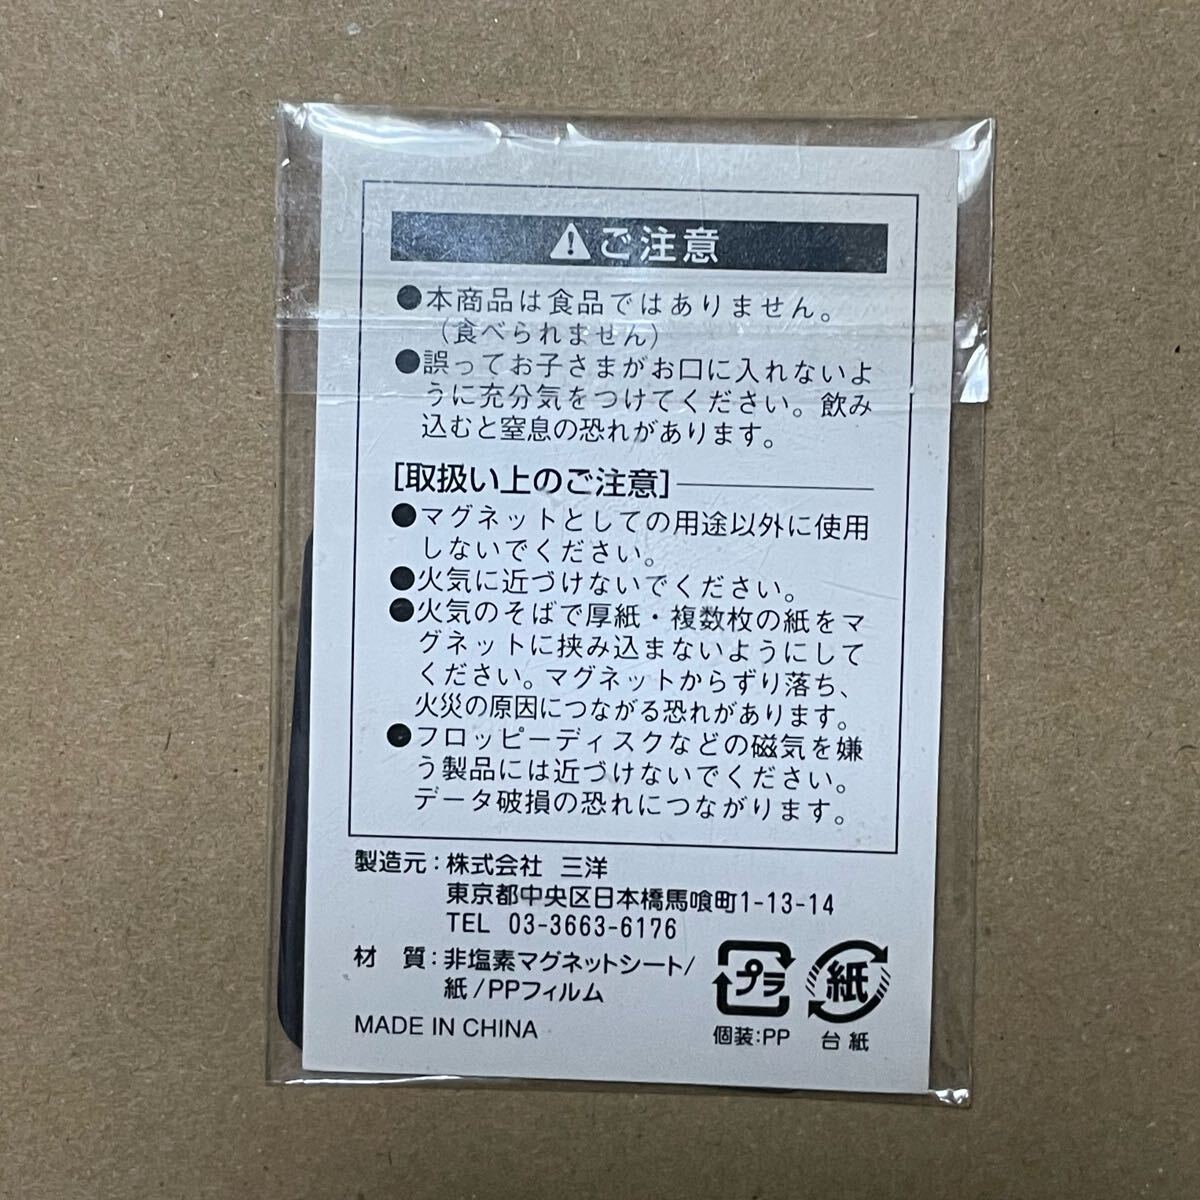 ⚠ご注意
●本商品は食品ではありません。
（食べられません）
●誤ってお子さまがお口に入れないよ
うに充分気をつけてください。飲み
込むと窒息の恐れがあります。
[取扱い上のご注意]
●マグネットとしての用途以外に使用
しないでください。
●火気に近づけないでください。
●火気のそばで厚紙・複数枚の紙をマ
グネットに挟み込まないようにして
ください。マグネットからずり落ち、
火災の原因につながる恐れがあります。
●フロッピーディスクなどの磁気を嫌
う製品には近づけないでください。
データ破損の恐れにつながります。
製造元：株式会社 三洋
東京都中央区日本橋馬喰町1-13-14
TEL 03-3663-6176
材 質：非塩素マグネットシート/
紙/PPフィルム
MADE IN CHINA
プラ
個装:PP
紙
台紙